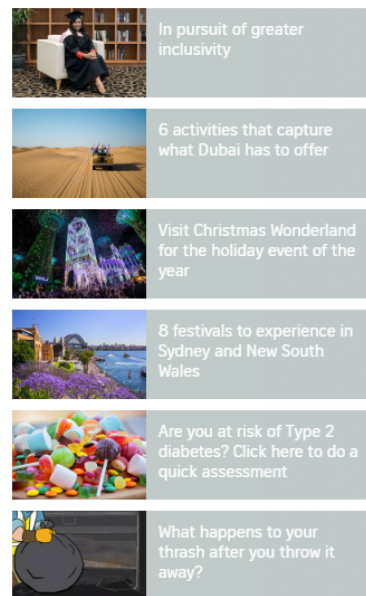 In pursuit of greater
inclusivity
6 activities that capture
what Dubai has to offer
Visit Christmas Wonderland
for the holiday event of the
year
8 festivals to experience in
Sydney and New South
Wales
Are you at risk of Type 2
diabetes? Click here to do a
quick assessment
What happens to your
thrash after you throw it
away?